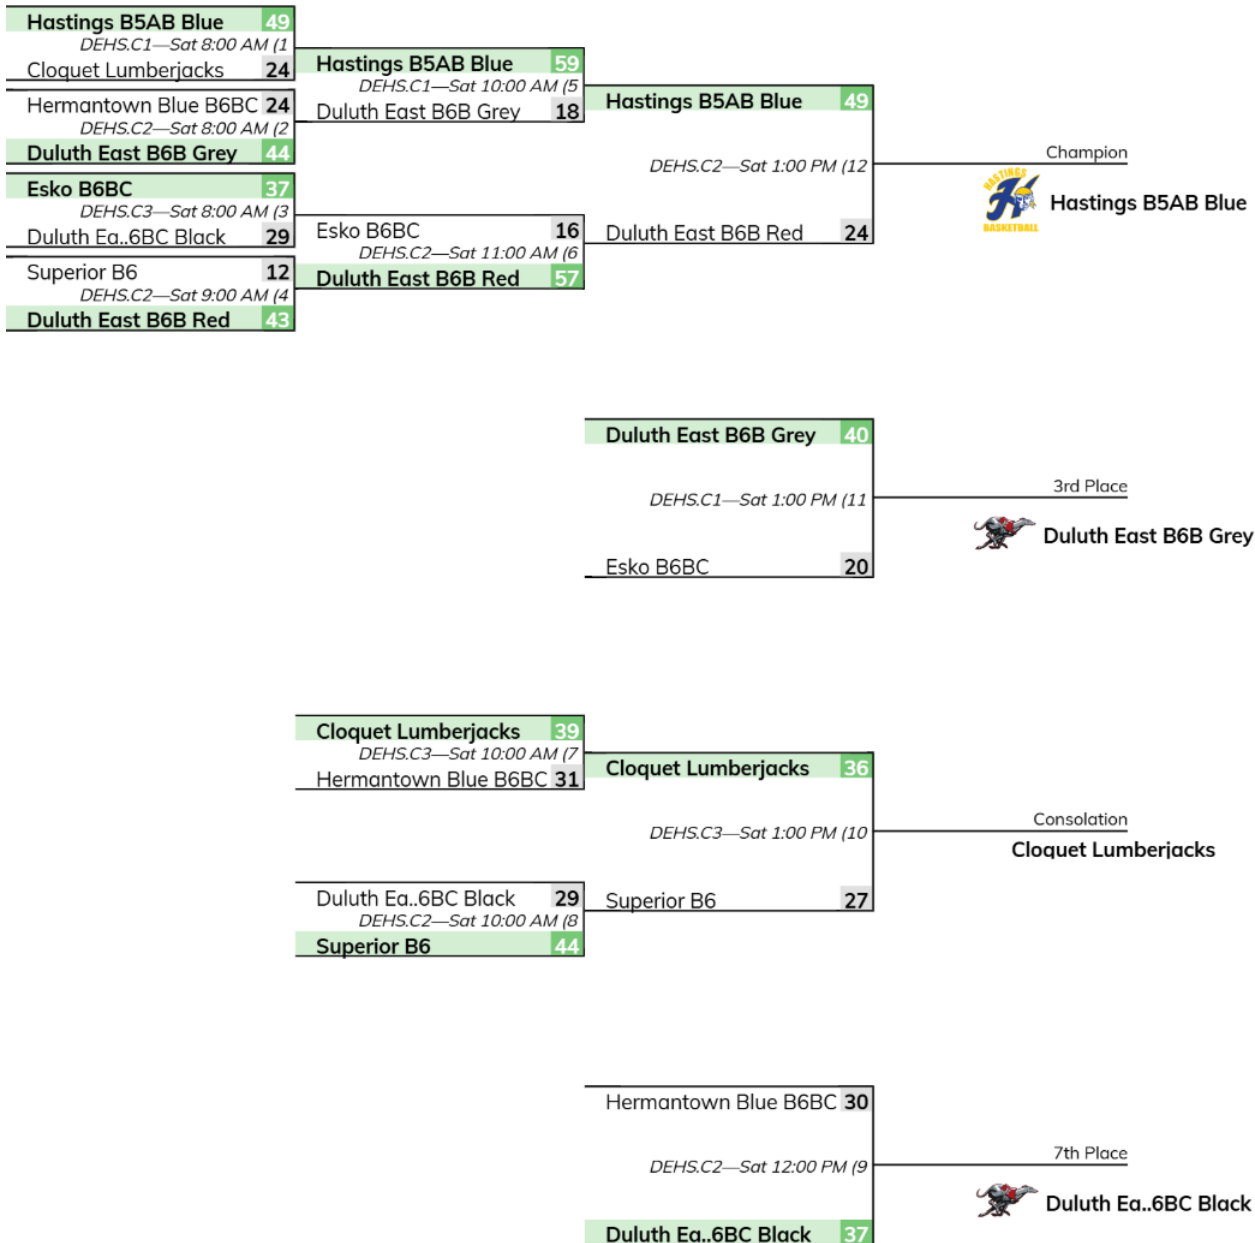 Hastings B5AB Blue 49
DEHS.C1—Sat 8:00 AM (1
Cloquet Lumberjacks 24
Hermantown Blue B6BC 24
DEHS.C2—Sat 8:00 AM (2
Duluth East B6B Grey 44
Esko B6BC 37
DEHS.C3—Sat 8:00 AM (3
Duluth Ea..6BC Black 29
Superior B6 12
DEHS.C2—Sat 9:00 AM (4
Duluth East B6B Red 43
Hastings B5AB Blue 59
DEHS.C1—Sat 10:00 AM (5
Duluth East B6B Grey 18
Esko B6BC 16
DEHS.C2—Sat 11:00 AM (6
Duluth East B6B Red 57
Hastings B5AB Blue 49
DEHS.C2—Sat 1:00 PM (12
Duluth East B6B Red 24
Champion
HASTINGS
H
BASKETBALL
Hastings B5AB Blue
Duluth East B6B Grey 40
DEHS.C1—Sat 1:00 PM (11
Esko B6BC 20
3rd Place
Duluth East B6B Grey
Cloquet Lumberjacks 39
DEHS.C3—Sat 10:00 AM (7
Hermantown Blue B6BC 31
Duluth Ea..6BC Black 29
DEHS.C2—Sat 10:00 AM (8
Superior B6 44
Cloquet Lumberjacks 36
DEHS.C3—Sat 1:00 PM (10
Superior B6 27
Consolation
Cloquet Lumberjacks
Hermantown Blue B6BC 30
DEHS.C2—Sat 12:00 PM (9
Duluth Ea..6BC Black 37
7th Place
Duluth Ea..6BC Black